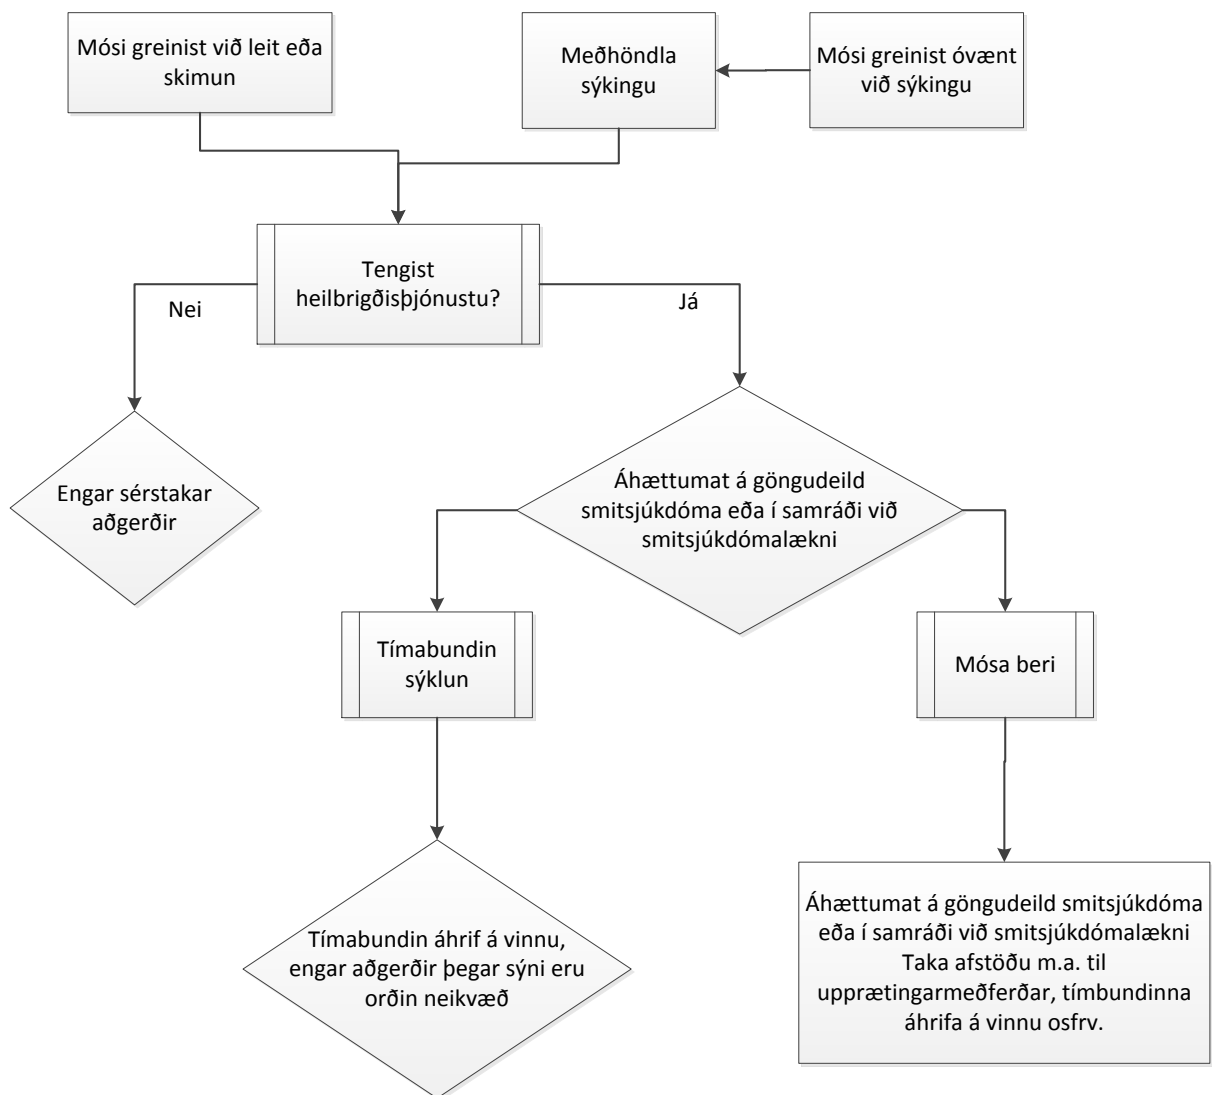 Mósi greinist við leit eða
skimun
Meðhöndla
sýkingu
Mósi greinist óvænt
við sýkingu
Tengist
heilbrigðisþjónustu?
Nei
Já
Engar sérstakar
aðgerðir
Áhættumat á göngudeild
smitsjúkdóma eða í samráði við
smitsjúkdómalækni
Tímabundin
sýklun
Mósa beri
Tímabundin áhrif á vinnu,
engar aðgerðir þegar sýni eru
orðin neikvæð
Áhættumat á göngudeild smitsjúkdóma
eða í samráði við smitsjúkdómalækni
Taka afstöðu m.a. til
upprætingarmeðferðar, tímbundinna
áhrifa á vinnu osfrv.